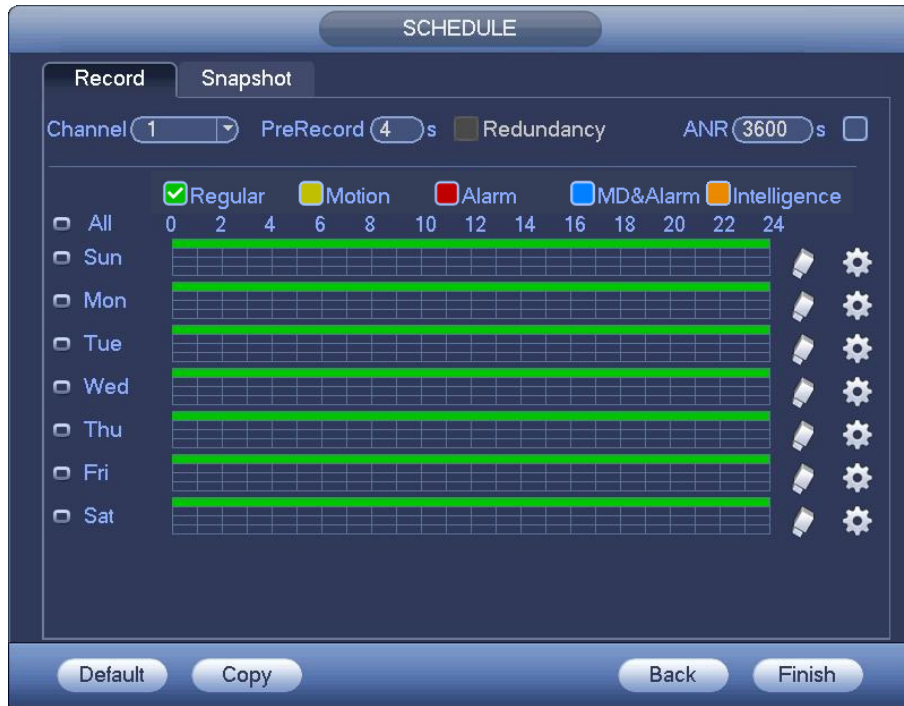 SCHEDULE
Record Snapshot
Channel 1 PreRecord 4 s Redundancy ANR 3600 s
Regular Motion Alarm MD&Alarm Intelligence
All 0 2 4 6 8 10 12 14 16 18 20 22 24
Sun
Mon
Tue
Wed
Thu
Fri
Sat
Default Copy Back Finish